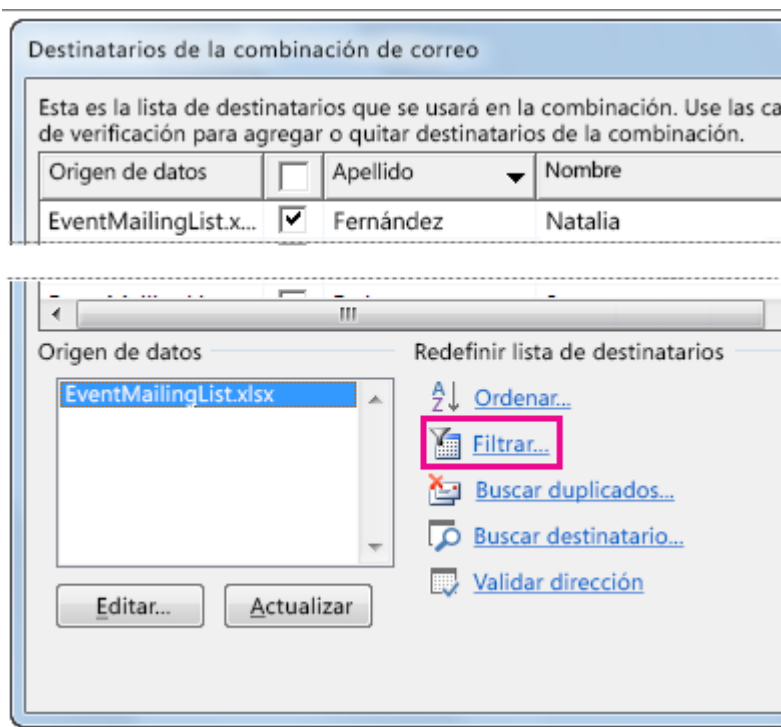 Destinatarios de la combinación de correo
Esta es la lista de destinatarios que se usará en la combinación. Use las ca
de verificación para agregar o quitar destinatarios de la combinación.
Origen de datos Apellido Nombre
EventMailingList.x... Fernández Natalia
Origen de datos Redefinir lista de destinatarios
EventMailingList.xlsx
Ordenar...
Filtrar...
Buscar duplicados...
Buscar destinatario...
Validar dirección
Editar... Actualizar